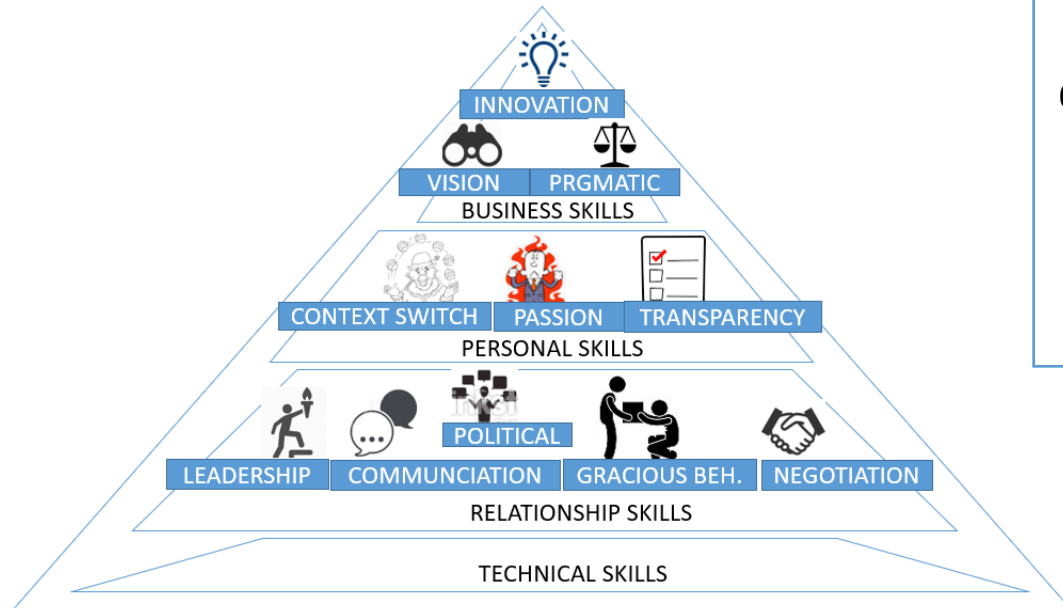 INNOVATION
VISION PRGMATIC
BUSINESS SKILLS
CONTEXT SWITCH PASSION TRANSPARENCY
PERSONAL SKILLS
POLITICAL
LEADERSHIP COMMUNCIATION GRACIOUS BEH. NEGOTIATION
RELATIONSHIP SKILLS
TECHNICAL SKILLS